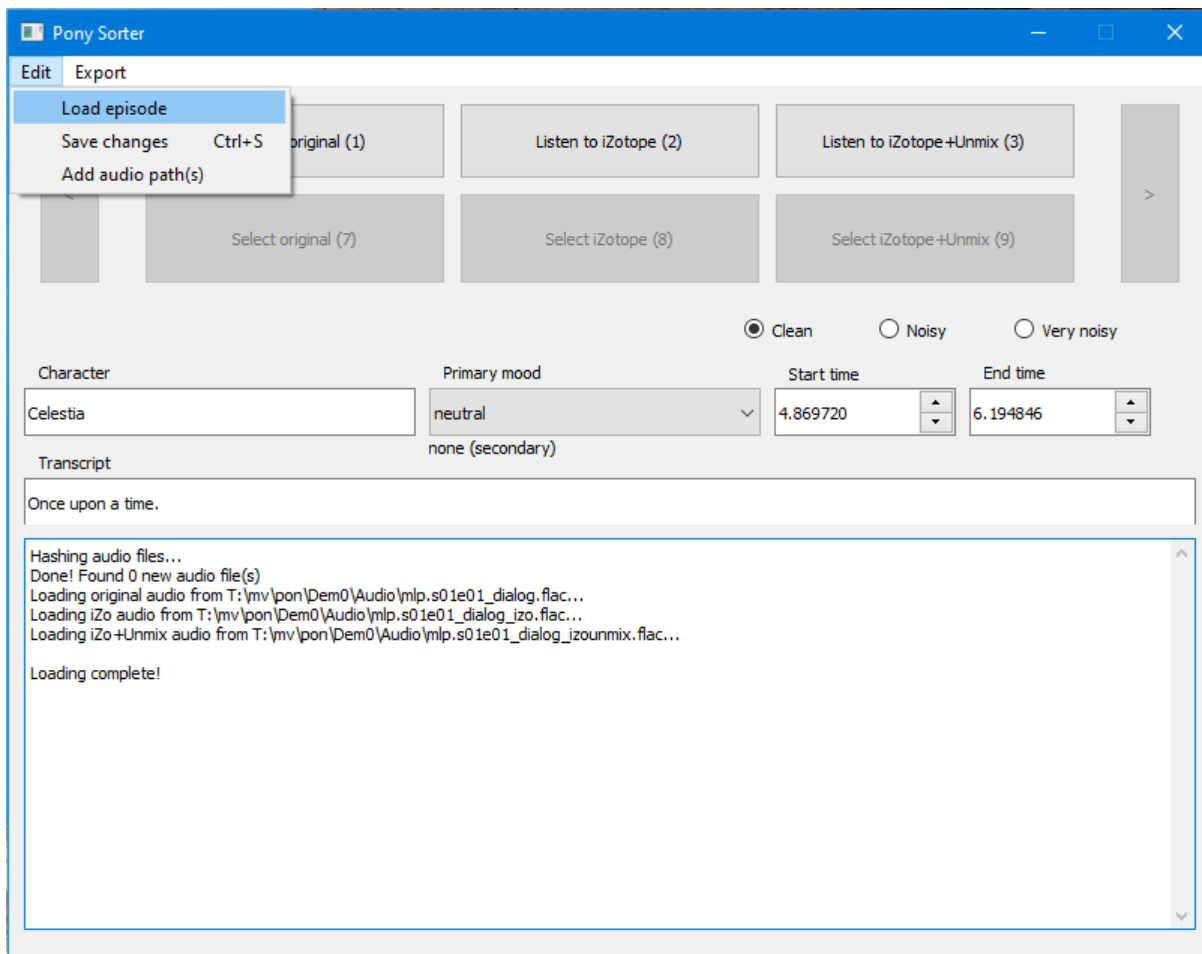 Pony Sorter
Edit Export
Load episode
Save changes Ctrl+S
Add audio path(s)
original (1)
Listen to iZotope (2)
Listen to iZotope+Unmix (3)
<
Select original (7)
Select iZotope (8)
Select iZotope+Unmix (9)
>
Clean
Noisy
Very noisy
Character
Primary mood
Start time
End time
Celestia
neutral
4.869720
6.194846
none (secondary)
Transcript
Once upon a time.
Hashing audio files...
Done! Found 0 new audio file(s)
Loading original audio from T:\mv\pon\Dem0\Audio\mlp.s01e01_dialog.flac...
Loading iZo audio from T:\mv\pon\Dem0\Audio\mlp.s01e01_dialog_izo.flac...
Loading iZo+Unmix audio from T:\mv\pon\Dem0\Audio\mlp.s01e01_dialog_izounmix.flac...
Loading complete!